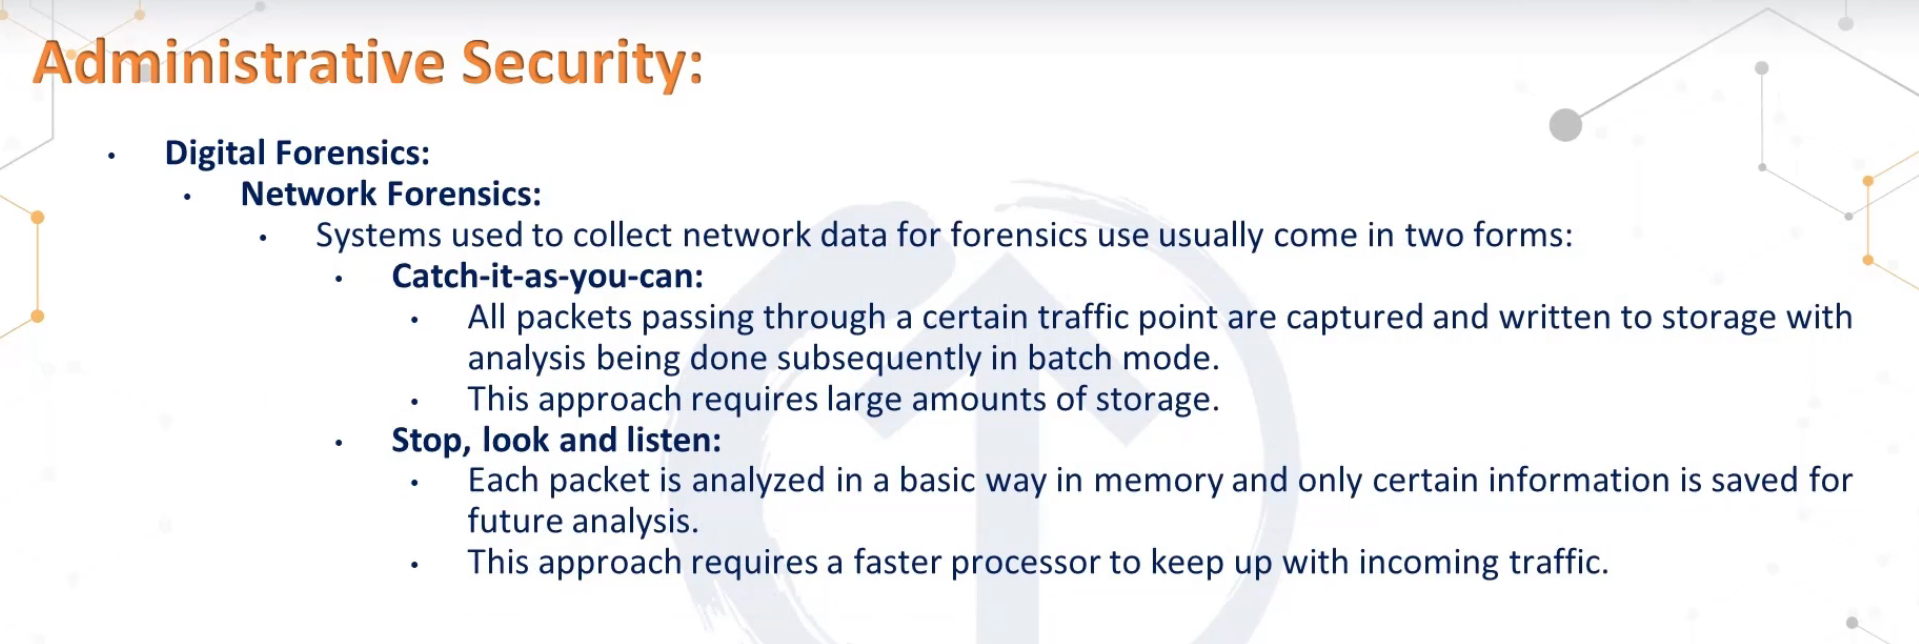 Administrative Security:
• Digital Forensics:
• Network Forensics:
• Systems used to collect network data for forensics use usually come in two forms:
• Catch-it-as-you-can:
• All packets passing through a certain traffic point are captured and written to storage with
analysis being done subsequently in batch mode.
• This approach requires large amounts of storage.
• Stop, look and listen:
• Each packet is analyzed in a basic way in memory and only certain information is saved for
future analysis.
• This approach requires a faster processor to keep up with incoming traffic.